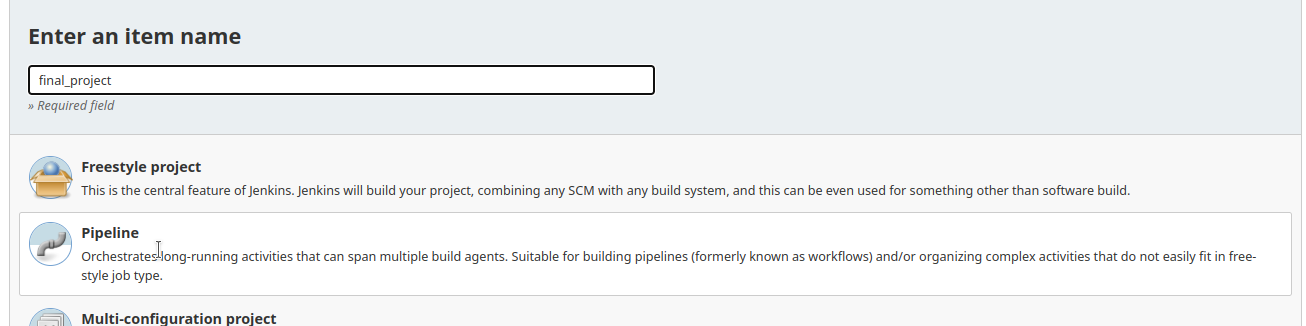 Enter an item name
final_project
» Required field
Freestyle project
This is the central feature of Jenkins. Jenkins will build your project, combining any SCM with any build system, and this can be even used for something other than software build.
Pipeline
Orchestrates long-running activities that can span multiple build agents. Suitable for building pipelines (formerly known as workflows) and/or organizing complex activities that do not easily fit in free-
style job type.
Multi-configuration project